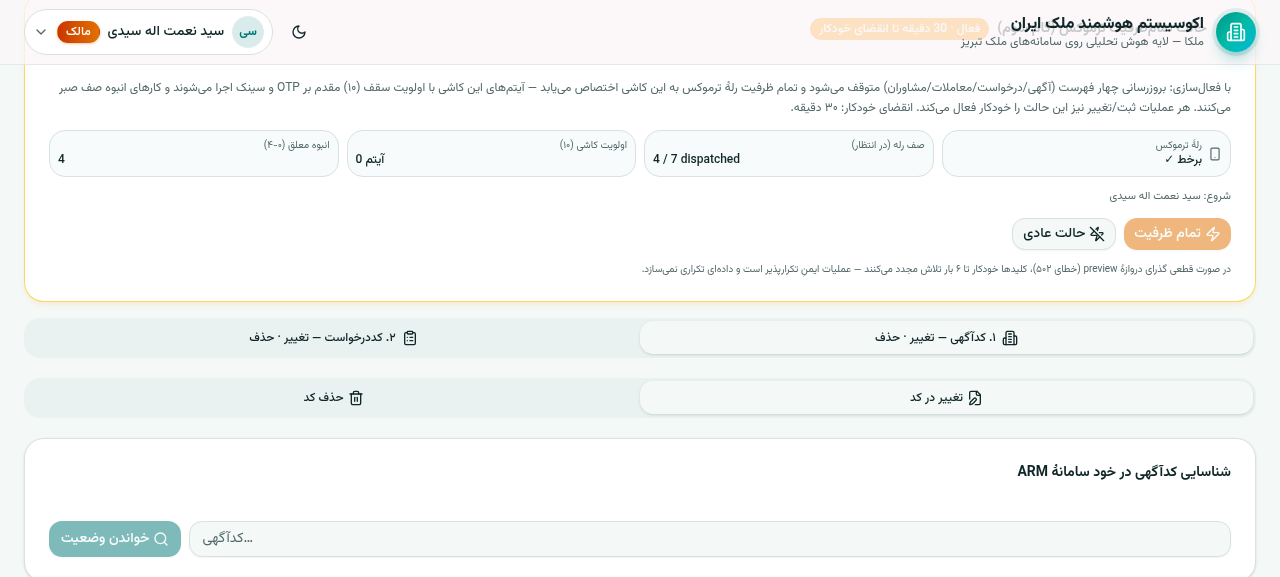 اکوسیستم هوشمند ملک ایران
ملکا — لایه هوش تحلیلی روی سامانه‌های ملک تبریز
فعال · 30 دقیقه تا انقضای خودکار
سی
سید نعمت اله سیدی
مالک
با فعال‌سازی: بروزرسانی چهار فهرست (آگهی/درخواست/معاملات/مشاوران) متوقف می‌شود و تمام ظرفیت رلهٔ ترموکس به این کاشی اختصاص می‌یابد — آیتم‌های این کاشی با اولویت سقف (۱۰) مقدم بر OTP و سینک اجرا می‌شوند و کارهای انبوه صف صبر
می‌کنند. هر عملیات ثبت/تغییر نیز این حالت را خودکار فعال می‌کند. انقضای خودکار: ۳۰ دقیقه.
رلهٔ ترموکس
برخط ✓
صف رله (در انتظار)
4 / 7 dispatched
اولویت کاشی (۱۰)
0 آیتم
انبوه معلق (۰-۴)
4
شروع: سید نعمت اله سیدی
تمام ظرفیت
حالت عادی
در صورت قطعی گذرای دروازهٔ preview (خطای ۵۰۲)، کلیدها خودکار تا ۶ بار تلاش مجدد می‌کنند — عملیات ایمنِ تکرارپذیر است و داده‌ای تکراری نمی‌سازد.
۱. کدآگهی — تغییر · حذف
۲. کددرخواست — تغییر · حذف
تغییر در کد
حذف کد
شناسایی کدآگهی در خود سامانهٔ ARM
کدآگهی…
خواندن وضعیت